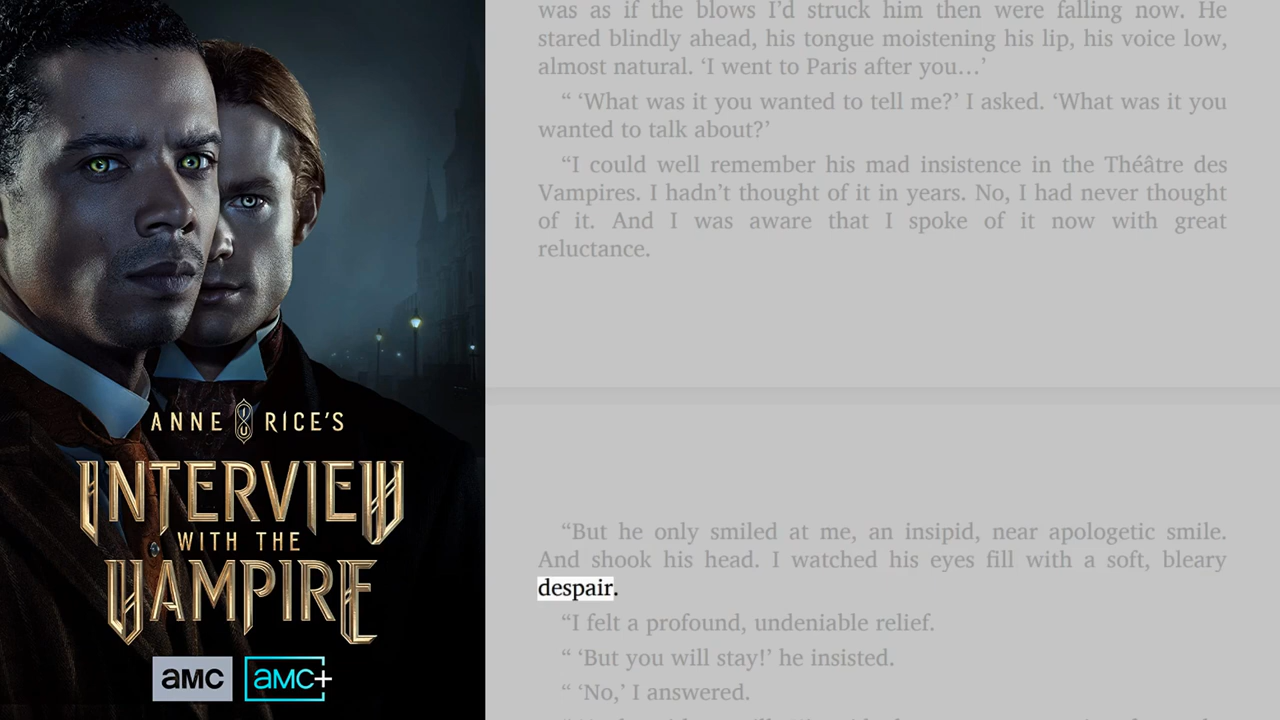 ANNE RICE'S
INTERVIEW
WITH THE
VAMPIRE
aMC
aMC+
was as if the blows I’d struck him then were falling now. He
stared blindly ahead, his tongue moistening his lip, his voice low,
almost natural. ‘I went to Paris after you…’
“ ‘What was it you wanted to tell me?’ I asked. ‘What was it you
wanted to talk about?’
“I could well remember his mad insistence in the Théâtre des
Vampires. I hadn’t thought of it in years. No, I had never thought
of it. And I was aware that I spoke of it now with great
reluctance.
“But he only smiled at me, an insipid, near apologetic smile.
And shook his head. I watched his eyes fill with a soft, bleary
despair.
“I felt a profound, undeniable relief.
“ ‘But you will stay!’ he insisted.
“ ‘No,’ I answered.